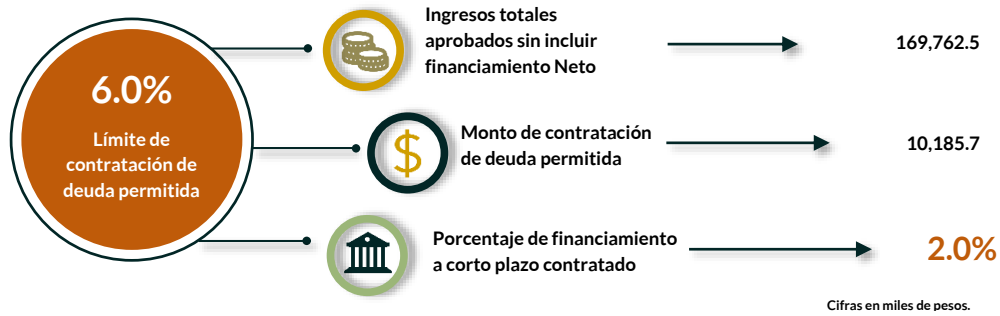 6.0%
Límite de
contratación de
deuda permitida
Ingresos totales
aprobados sin incluir
financiamiento Neto
169,762.5
$
Monto de contratación
de deuda permitida
10,185.7
Porcentaje de financiamiento
a corto plazo contratado
2.0%
Cifras en miles de pesos.